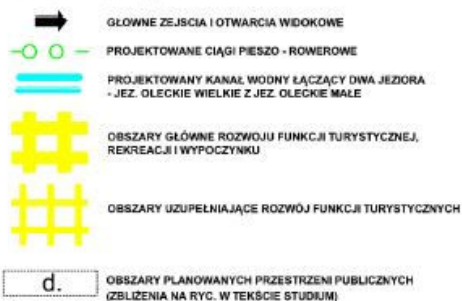 GŁOWNE ZEJSCIA I OTWARCIA WIDOKOWE
PROJEKTOWANE CIĄGI PIESZO - ROWEROWE
PROJEKTOWANY KANAŁ WODNY ŁĄCZĄCY DWA JEZIORA
- JEZ. OLECKIE WIELKIE Z JEZ. OLECKIE MAŁE
OBSZARY GŁÓWNE ROZWOJU FUNKCJI TURYSTYCZNEJ,
REKREACJI I WYPOCZYNKU
OBSZARY UZUPEŁNIAJĄCE ROZWÓJ FUNKCJI TURYSTYCZNYCH
d.
OBSZARY PLANOWANYCH PRZESTRZENI PUBLICZNYCH
(ZBLIŻENIA NA RYC. W TEKŚCIE STUDIUM)